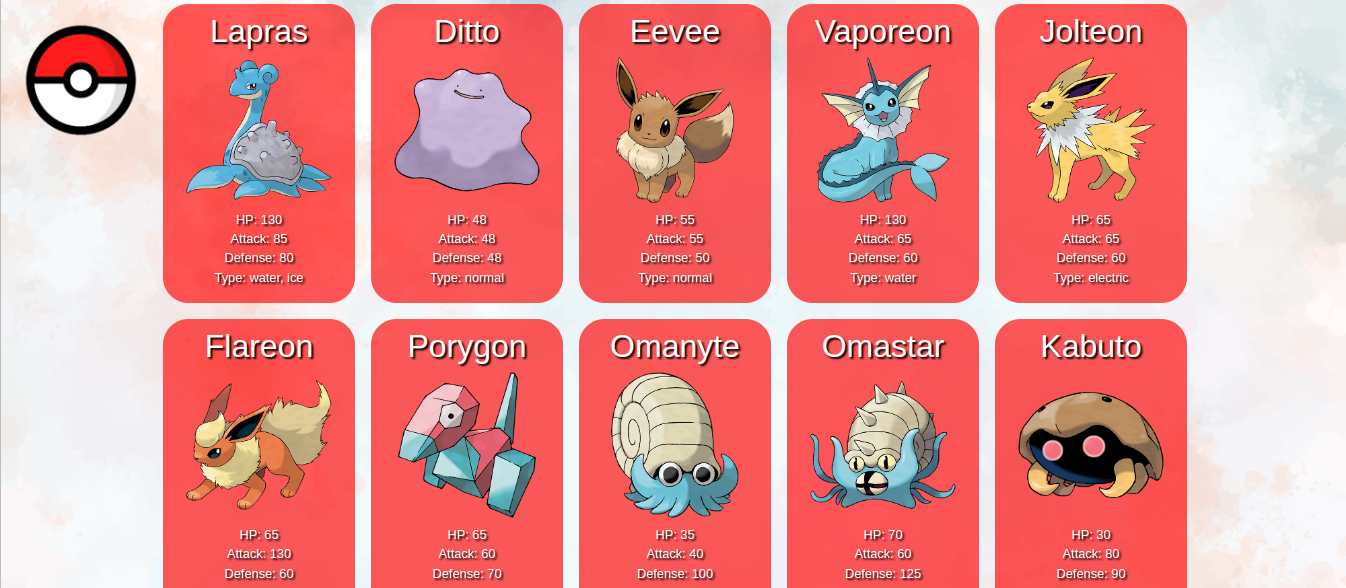 Lapras
HP: 130
Attack: 85
Defense: 80
Type: water, ice
Ditto
HP: 48
Attack: 48
Defense: 48
Type: normal
Eevee
HP: 55
Attack: 55
Defense: 50
Type: normal
Vaporeon
HP: 130
Attack: 65
Defense: 60
Type: water
Jolteon
HP: 65
Attack: 65
Defense: 60
Type: electric
Flareon
HP: 65
Attack: 130
Defense: 60
Porygon
HP: 65
Attack: 60
Defense: 70
Omanyte
HP: 35
Attack: 40
Defense: 100
Omastar
HP: 70
Attack: 60
Defense: 125
Kabuto
HP: 30
Attack: 80
Defense: 90